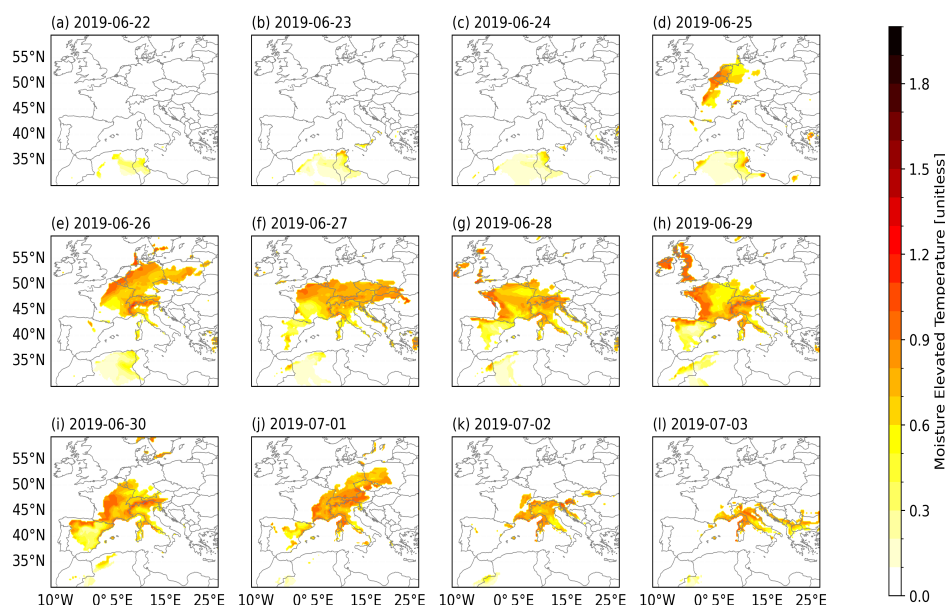 (a) 2019-06-22
(b) 2019-06-23
(c) 2019-06-24
(d) 2019-06-25
55°N
50°N
45°N
40°N
35°N
(e) 2019-06-26
(f) 2019-06-27
(g) 2019-06-28
(h) 2019-06-29
55°N
50°N
45°N
40°N
35°N
(i) 2019-06-30
(j) 2019-07-01
(k) 2019-07-02
(l) 2019-07-03
55°N
50°N
45°N
40°N
35°N
10°W 0° 5°E 15°E 25°E
10°W 0° 5°E 15°E 25°E
10°W 0° 5°E 15°E 25°E
10°W 0° 5°E 15°E 25°E
1.8
1.5
1.2
0.9
0.6
0.3
0.0
Moisture Elevated Temperature [unitless]